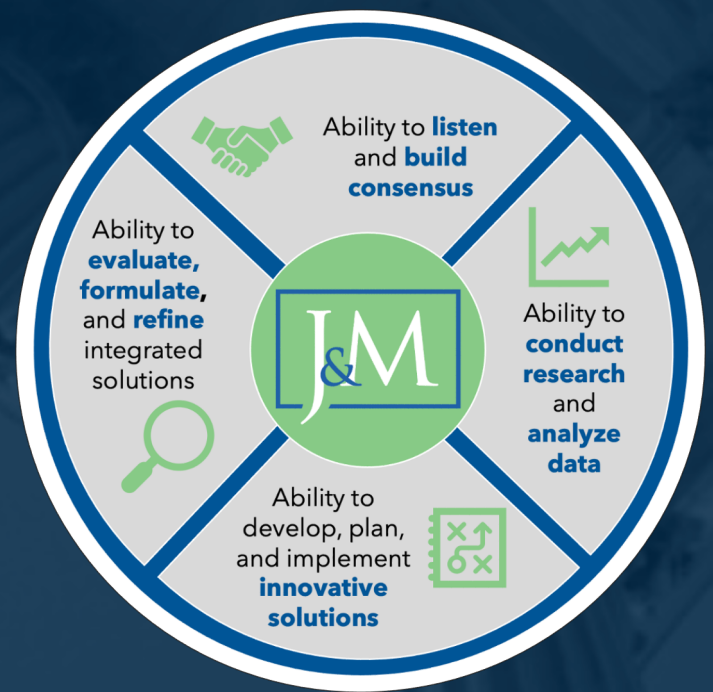 Ability to listen
and build
consensus
Ability to
evaluate,
formulate,
and refine
integrated
solutions
J&M
Ability to
conduct
research
and
analyze
data
Ability to
develop, plan,
and implement
innovative
solutions